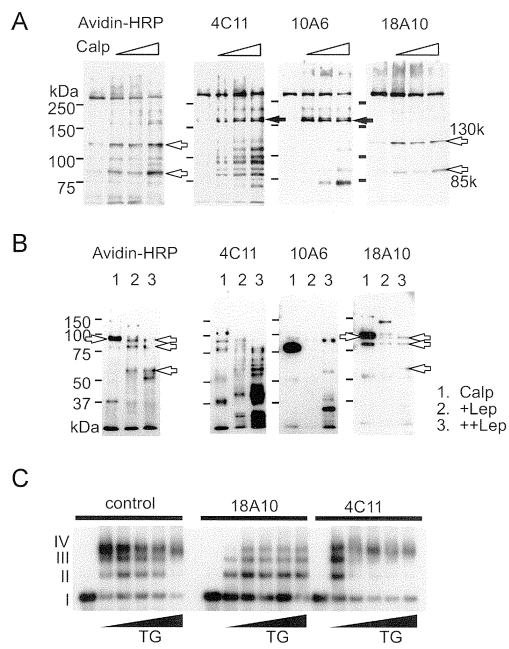 A
Avidin-HRP 4C11 10A6 18A10
Calp
kDa
250
150
100
75
130k
85k
B
Avidin-HRP 4C11 10A6 18A10
1 2 3 1 2 3 1 2 3 1 2 3
150
100
75
50
37
kDa
1. Calp
2. +Lep
3. ++Lep
C
control 18A10 4C11
IV
III
II
I
TG TG TG